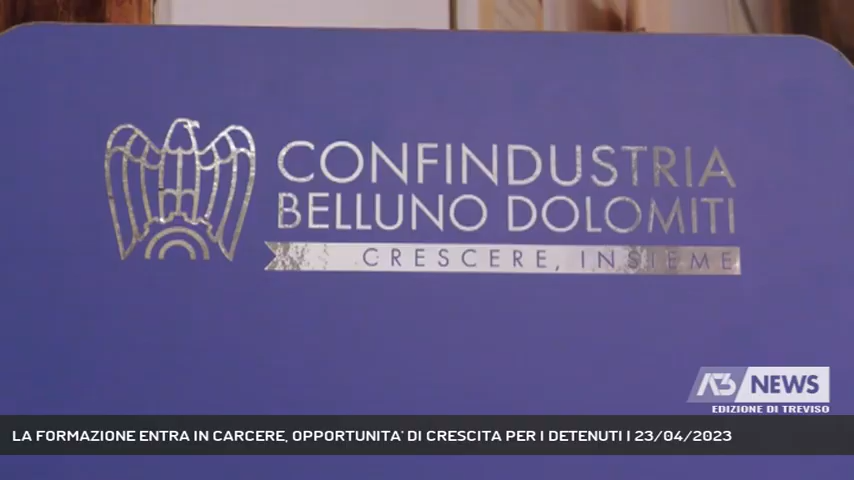 CONFINDUSTRIA
BELLUNO DOLOMITI
CRESCERE, INSIEME
A3 NEWS
EDIZIONE DI TREVISO
LA FORMAZIONE ENTRA IN CARCERE, OPPORTUNITA' DI CRESCITA PER I DETENUTI | 23/04/2023